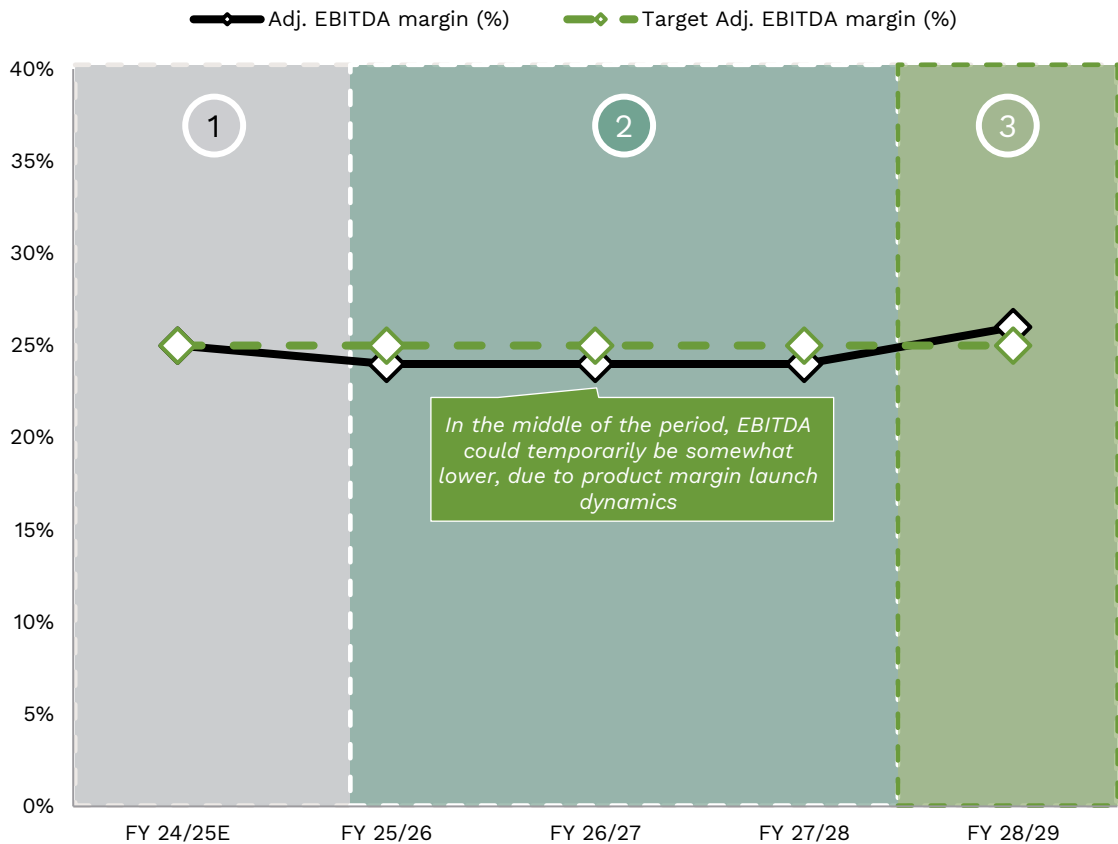 Adj. EBITDA margin (%) Target Adj. EBITDA margin (%)
40%
1 2 3
35%
30%
25%
20%
In the middle of the period, EBITDA
could temporarily be somewhat
lower, due to product margin launch
dynamics
15%
10%
5%
0%
FY 24/25E FY 25/26 FY 26/27 FY 27/28 FY 28/29